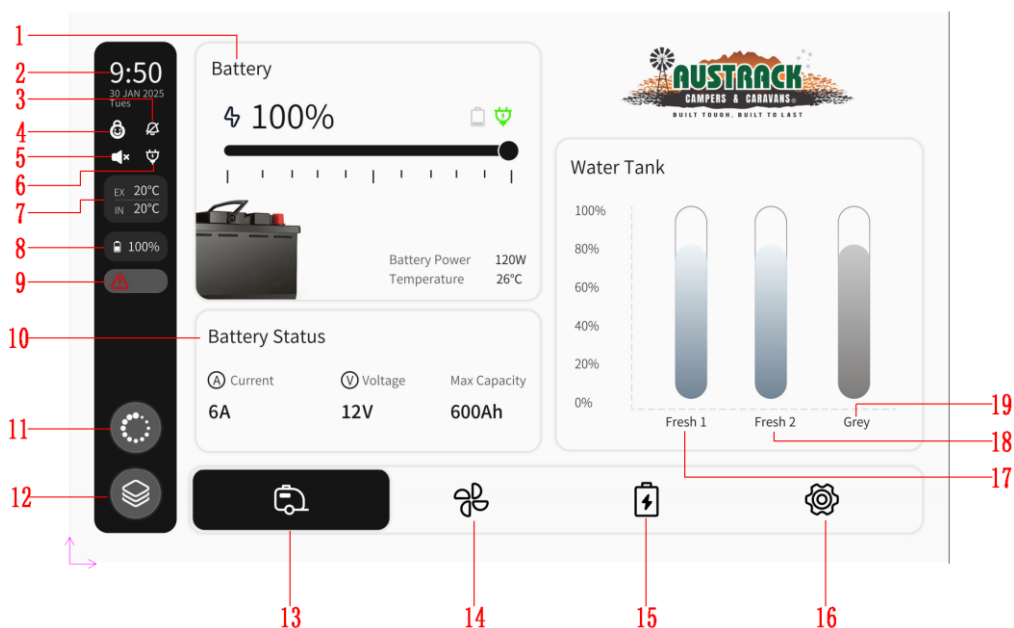 1
2
3
4
5
6
7
8
9
10
11
12
9:50
30 JAN 2025
Tues
EX 20°C
IN 20°C
100%
Battery
100%
Battery Power 120W
Temperature 26°C
Battery Status
A Current V Voltage Max Capacity
6A 12V 600Ah
AUSTRACK
CAMPERS & CARAVANS
BUILT TOUGH. BUILT TO LAST
Water Tank
100%
80%
60%
40%
20%
0%
Fresh 1 Fresh 2 Grey
19
18
17
13 14 15 16